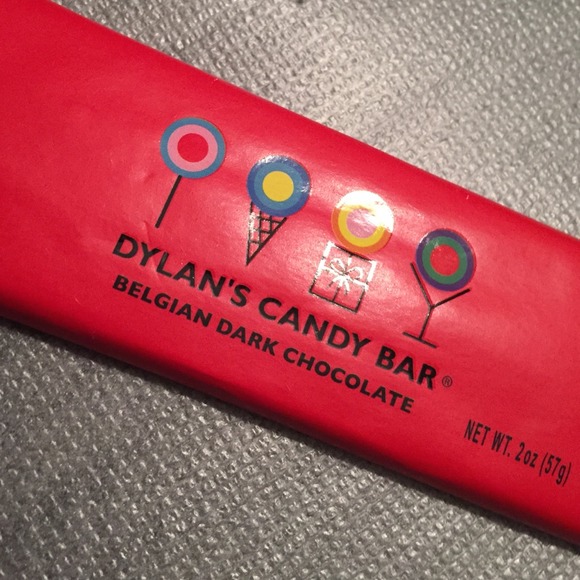 DYLAN'S CANDY BAR®
BELGIAN DARK CHOCOLATE
NET WT. 2oz (57g)